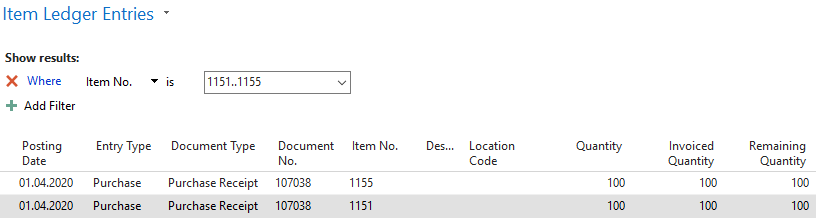 Item Ledger Entries
Show results:
Where Item No. is 1151..1155
Add Filter
Posting Date Entry Type Document Type Document No. Item No. Des... Location Code Quantity Invoiced Quantity Remaining Quantity
01.04.2020 Purchase Purchase Receipt 107038 1155 100 100 100
01.04.2020 Purchase Purchase Receipt 107038 1151 100 100 100